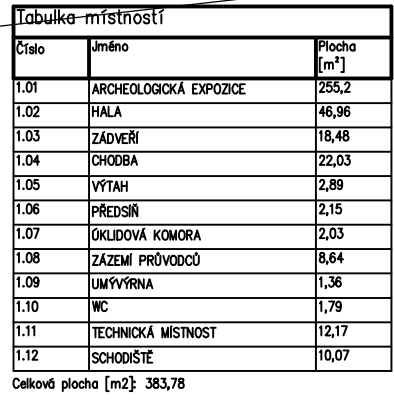 Tabulka místností
Číslo Jméno Plocha [m²]
1.01 ARCHEOLOGICKÁ EXPOZICE 255,2
1.02 HALA 46,96
1.03 ZÁDVEŘÍ 18,48
1.04 CHODBA 22,03
1.05 VÝTAH 2,89
1.06 PŘEDSIŇ 2,15
1.07 ÚKLIDOVÁ KOMORA 2,03
1.08 ZÁZEMÍ PRŮVODCŮ 8,64
1.09 UMÝVÝRNA 1,36
1.10 WC 1,79
1.11 TECHNICKÁ MÍSTNOST 12,17
1.12 SCHODIŠTĚ 10,07
Celková plocha [m2]: 383,78